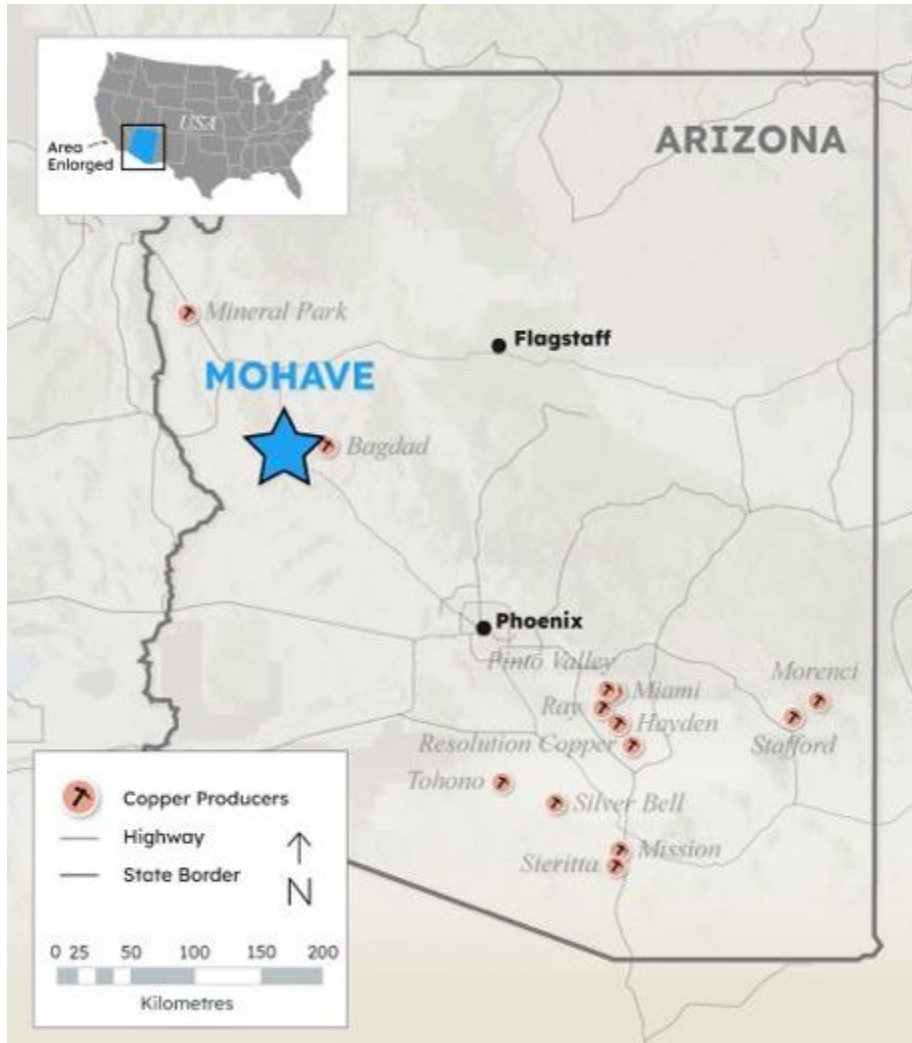 USA
Area
Enlarged
ARIZONA
Mineral Park
Flagstaff
MOHAVE
Bagdad
Phoenix
Pinto Valley
Morenci
Miami
Ray
Hayden
Stafford
Resolution Copper
Tohono
Silver Bell
Mission
Sieritta
Copper Producers
Highway
State Border
N
0 25 50 100 150 200
Kilometres